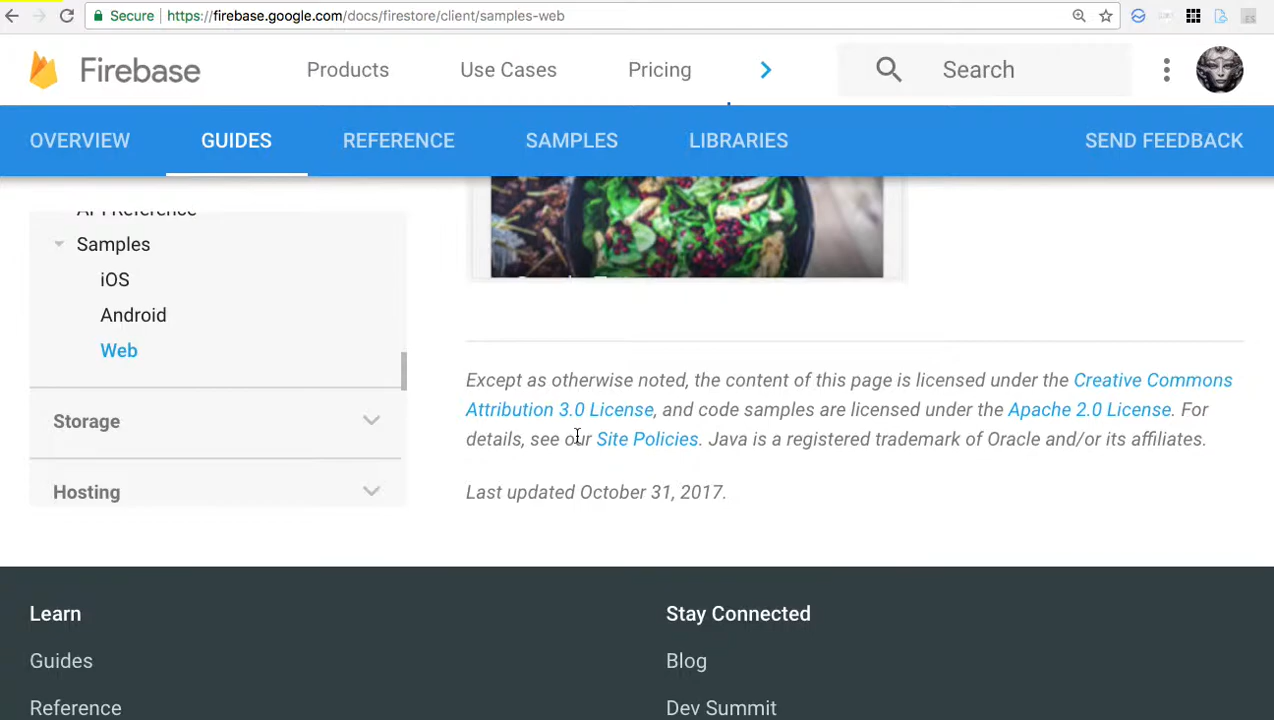 Secure https://firebase.google.com/docs/firestore/client/samples-web
Firebase Products Use Cases Pricing Search
OVERVIEW GUIDES REFERENCE SAMPLES LIBRARIES SEND FEEDBACK
API Reference
Samples
iOS
Android
Web
Storage
Hosting
Except as otherwise noted, the content of this page is licensed under the Creative Commons
Attribution 3.0 License, and code samples are licensed under the Apache 2.0 License. For
details, see our Site Policies. Java is a registered trademark of Oracle and/or its affiliates.
Last updated October 31, 2017.
Learn
Guides
Reference
Stay Connected
Blog
Dev Summit